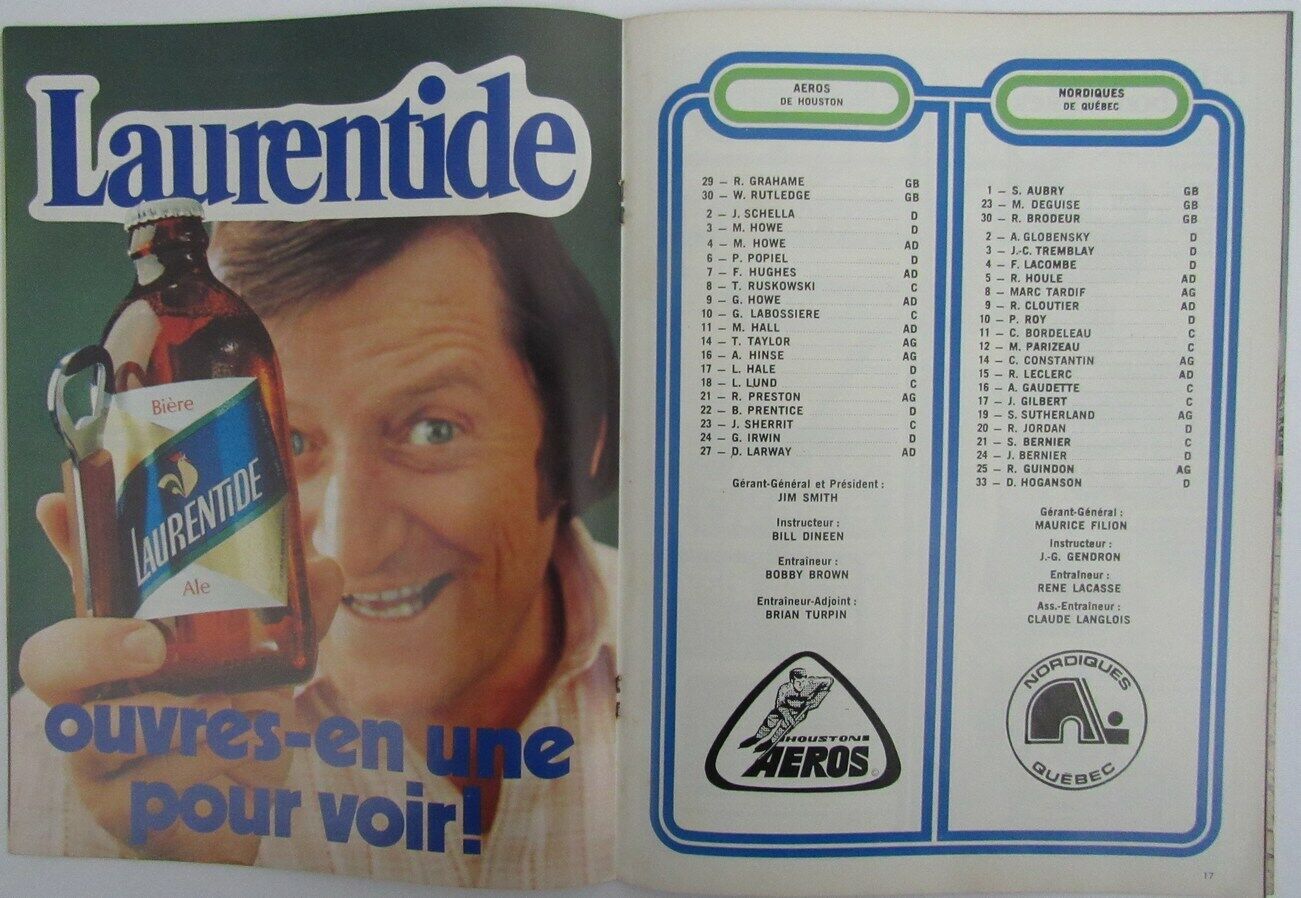 Laurentide
Bière
LAURENTIDE
Ale
ouvres-en une
pour voir!
AEROS
DE HOUSTON
29 – R. GRAHAME GB
30 – W. RUTLEDGE GB
2 – J. SCHELLA D
3 – M. HOWE D
4 – M. HOWE AD
6 – P. POPIEL D
7 – F. HUGHES AD
8 – T. RUSKOWSKI C
9 – G. HOWE AD
10 – G. LABOSSIERE C
11 – M. HALL AD
14 – T. TAYLOR AG
16 – A. HINSE AG
17 – L. HALE D
18 – L. LUND C
21 – R. PRESTON AG
22 – B. PRENTICE D
23 – J. SHERRIT C
24 – G. IRWIN D
27 – D. LARWAY AD
Gérant-Général et Président :
JIM SMITH
Instructeur :
BILL DINEEN
Entraineur :
BOBBY BROWN
Entraîneur-Adjoint :
BRIAN TURPIN
HOUSTONS
AEROS ©
NORDIQUES
DE QUÉBEC
1 – S. AUBRY GB
23 – M. DEGUISE GB
30 – R. BRODEUR GB
2 – A. GLOBENSKY D
3 – J.-C. TREMBLAY D
4 – F. LACOMBE D
5 – R. HOULE AD
8 – MARC TARDIF AG
9 – R. CLOUTIER AD
10 – P. ROY D
11 – C. BORDELEAU C
12 – M. PARIZEAU C
14 – C. CONSTANTIN AG
15 – R. LECLERC AD
16 – A. GAUDETTE C
17 – J. GILBERT C
19 – S. SUTHERLAND AG
20 – R. JORDAN D
21 – S. BERNIER C
24 – J. BERNIER D
25 – R. GUINDON AG
33 – D. HOGANSON D
Gérant-Général :
MAURICE FILION
Instructeur :
J.-G. GENDRON
Entraîneur :
RENE LACASSE
Ass.-Entraîneur :
CLAUDE LANGLOIS
NORDIQUES
QUÉBEC
17